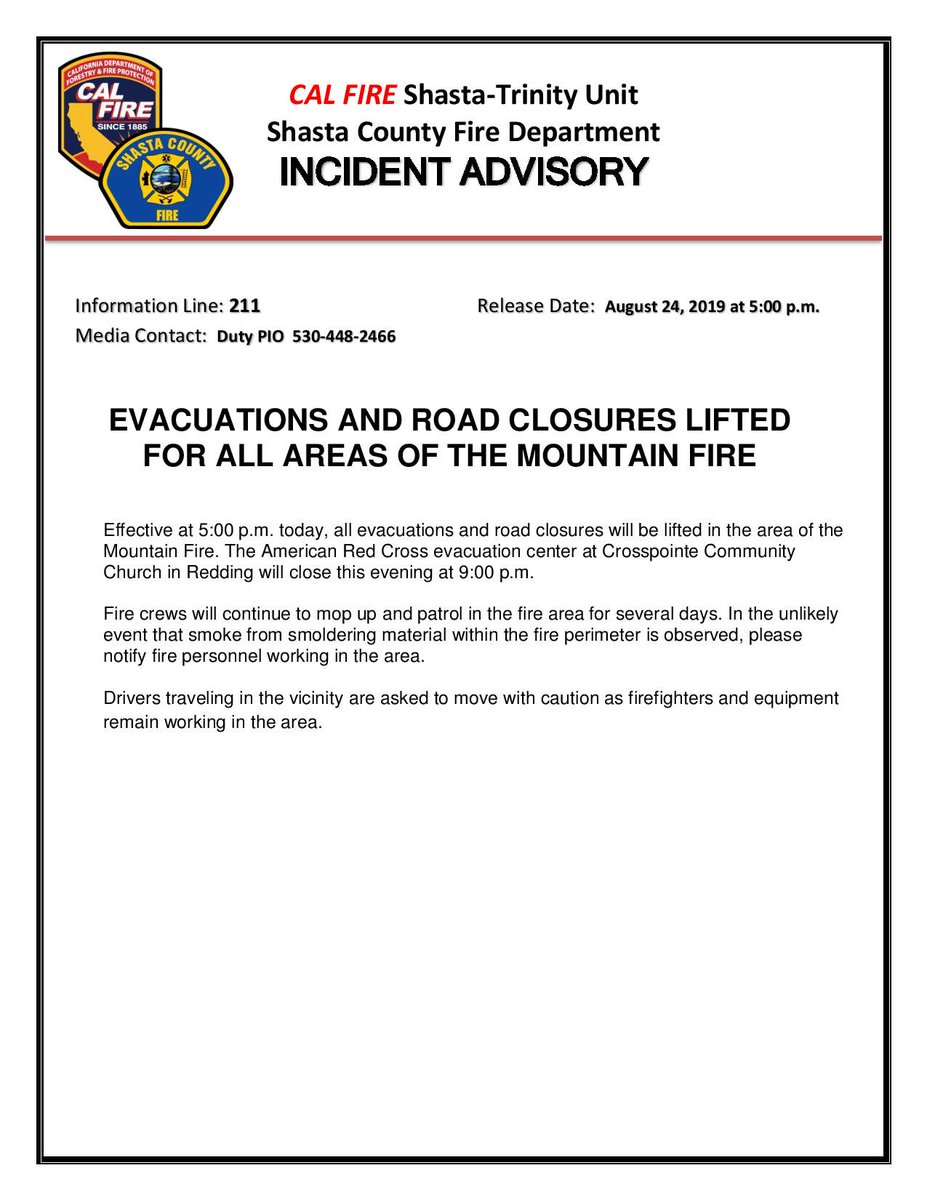 CALIFORNIA DEPARTMENT OF
FORESTRY & FIRE PROTECTION
CAL
FIRE
SINCE 1885
SHASTA COUNTY
FIRE
CAL FIRE Shasta-Trinity Unit
Shasta County Fire Department
INCIDENT ADVISORY
Information Line: 211
Release Date: August 24, 2019 at 5:00 p.m.
Media Contact: Duty PIO 530-448-2466
EVACUATIONS AND ROAD CLOSURES LIFTED
FOR ALL AREAS OF THE MOUNTAIN FIRE
Effective at 5:00 p.m. today, all evacuations and road closures will be lifted in the area of the
Mountain Fire. The American Red Cross evacuation center at Crosspointe Community
Church in Redding will close this evening at 9:00 p.m.
Fire crews will continue to mop up and patrol in the fire area for several days. In the unlikely
event that smoke from smoldering material within the fire perimeter is observed, please
notify fire personnel working in the area.
Drivers traveling in the vicinity are asked to move with caution as firefighters and equipment
remain working in the area.